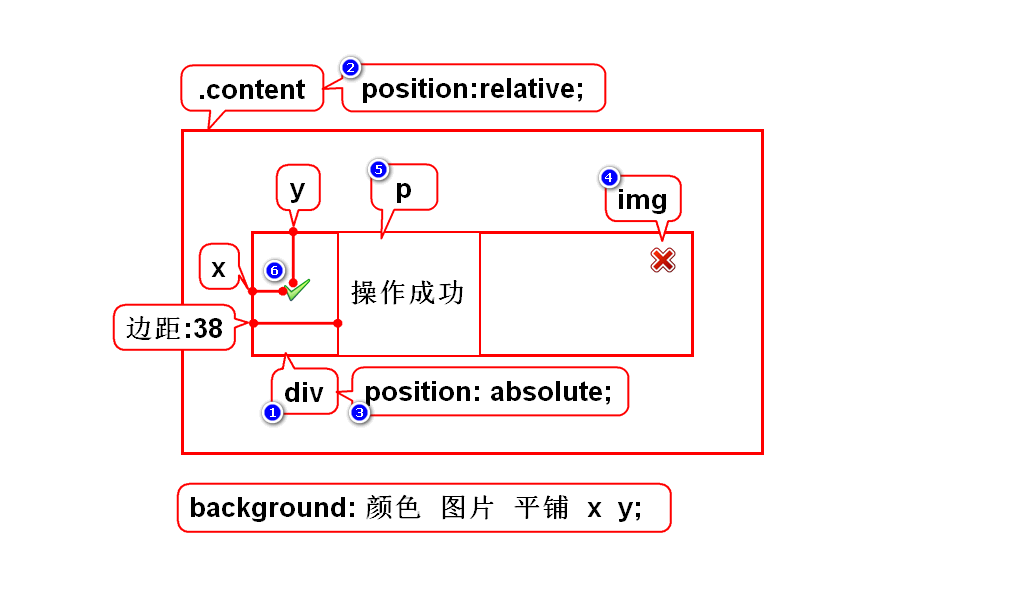 .content
② position:relative;
y
⑤ p
④ img
x
⑥
操作成功
边距:38
① div
③ position: absolute;
background: 颜色 图片 平铺 x y;